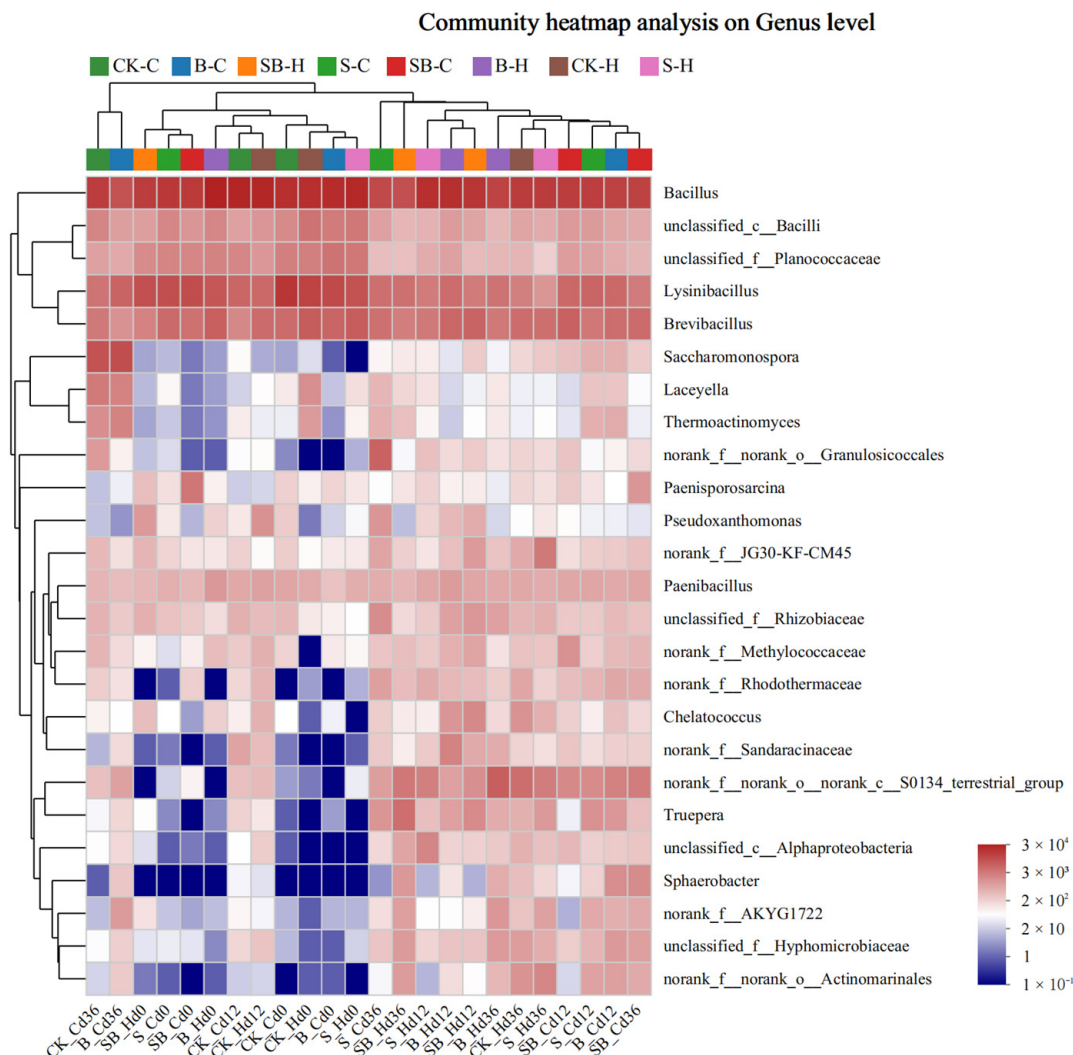 Community heatmap analysis on Genus level
CK-C B-C SB-H S-C SB-C B-H CK-H S-H
Bacillus
unclassified_c__Bacilli
unclassified_f__Planococcaceae
Lysinibacillus
Brevibacillus
Saccharomonospora
Laceyella
Thermoactinomyces
norank_f__norank_o__Granulosicoccales
Paenisporosarcina
Pseudoxanthomonas
norank_f__JG30-KF-CM45
Paenibacillus
unclassified_f__Rhizobiaceae
norank_f__Methylococcaceae
norank_f__Rhodothermaceae
Chelatococcus
norank_f__Sandaracinaceae
norank_f__norank_o__norank_c__S0134_terrestrial_group
Truepera
unclassified_c__Alphaproteobacteria
Sphaerobacter
norank_f__AKYG1722
unclassified_f__Hyphomicrobiaceae
norank_f__norank_o__Actinomarinales
3 × 10⁴
3 × 10³
2 × 10²
2 × 10
1
1 × 10⁻¹
CK_Cd36
B_Cd36
SB_Hd0
S_Cd0
SB_Cd0
B_Hd0
CK_Cd12
CK_Hd12
CK_Cd0
CK_Hd0
B_Cd0
S_Hd0
S_Cd36
SB_Hd36
S_Hd12
B_Hd12
SB_Hd12
B_Hd36
CK_Hd36
S_Hd36
SB_Cd12
S_Cd12
B_Cd12
SB_Cd36